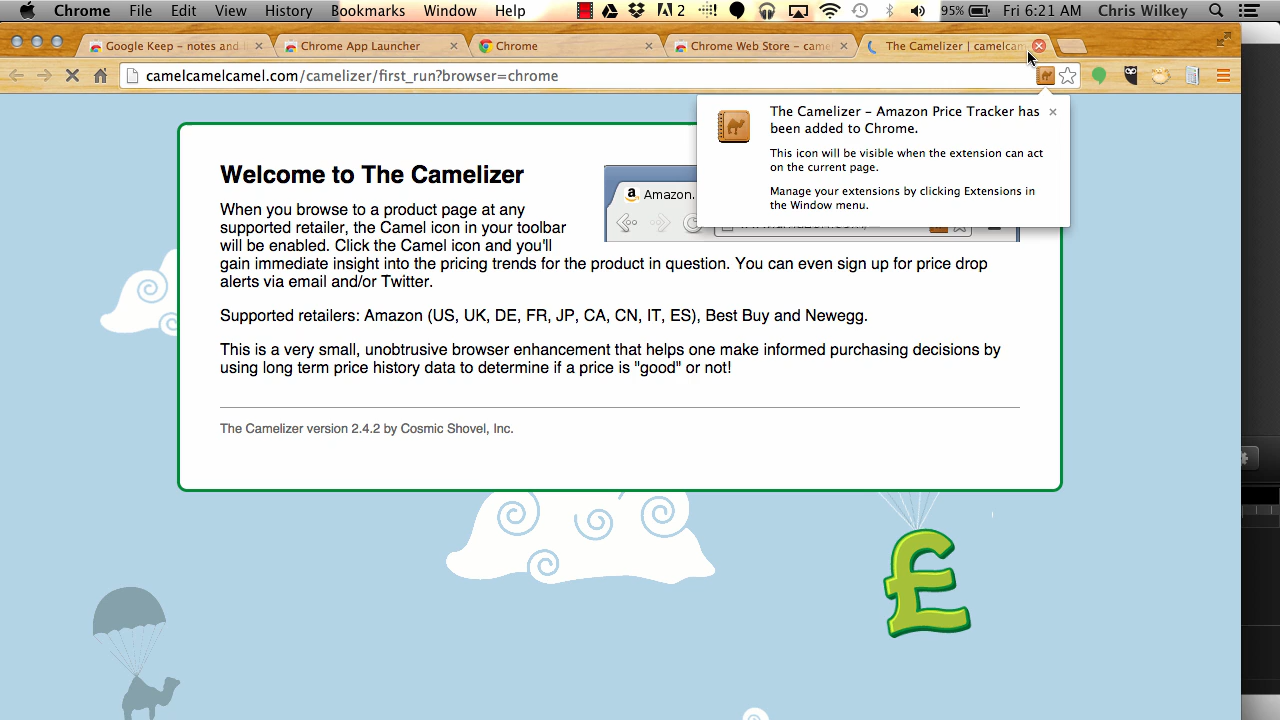 Chrome File Edit View History Bookmarks Window Help 2 95% Fri 6:21 AM Chris Wilkey
Google Keep – notes and Chrome App Launcher Chrome Chrome Web Store – came The Camelizer | camelcam
camelcamelcamel.com/camelizer/first_run?browser=chrome
The Camelizer – Amazon Price Tracker has
been added to Chrome.
This icon will be visible when the extension can act
on the current page.
Manage your extensions by clicking Extensions in
the Window menu.
Amazon.
Welcome to The Camelizer
When you browse to a product page at any
supported retailer, the Camel icon in your toolbar
will be enabled. Click the Camel icon and you'll
gain immediate insight into the pricing trends for the product in question. You can even sign up for price drop
alerts via email and/or Twitter.
Supported retailers: Amazon (US, UK, DE, FR, JP, CA, CN, IT, ES), Best Buy and Newegg.
This is a very small, unobtrusive browser enhancement that helps one make informed purchasing decisions by
using long term price history data to determine if a price is "good" or not!
The Camelizer version 2.4.2 by Cosmic Shovel, Inc.
£